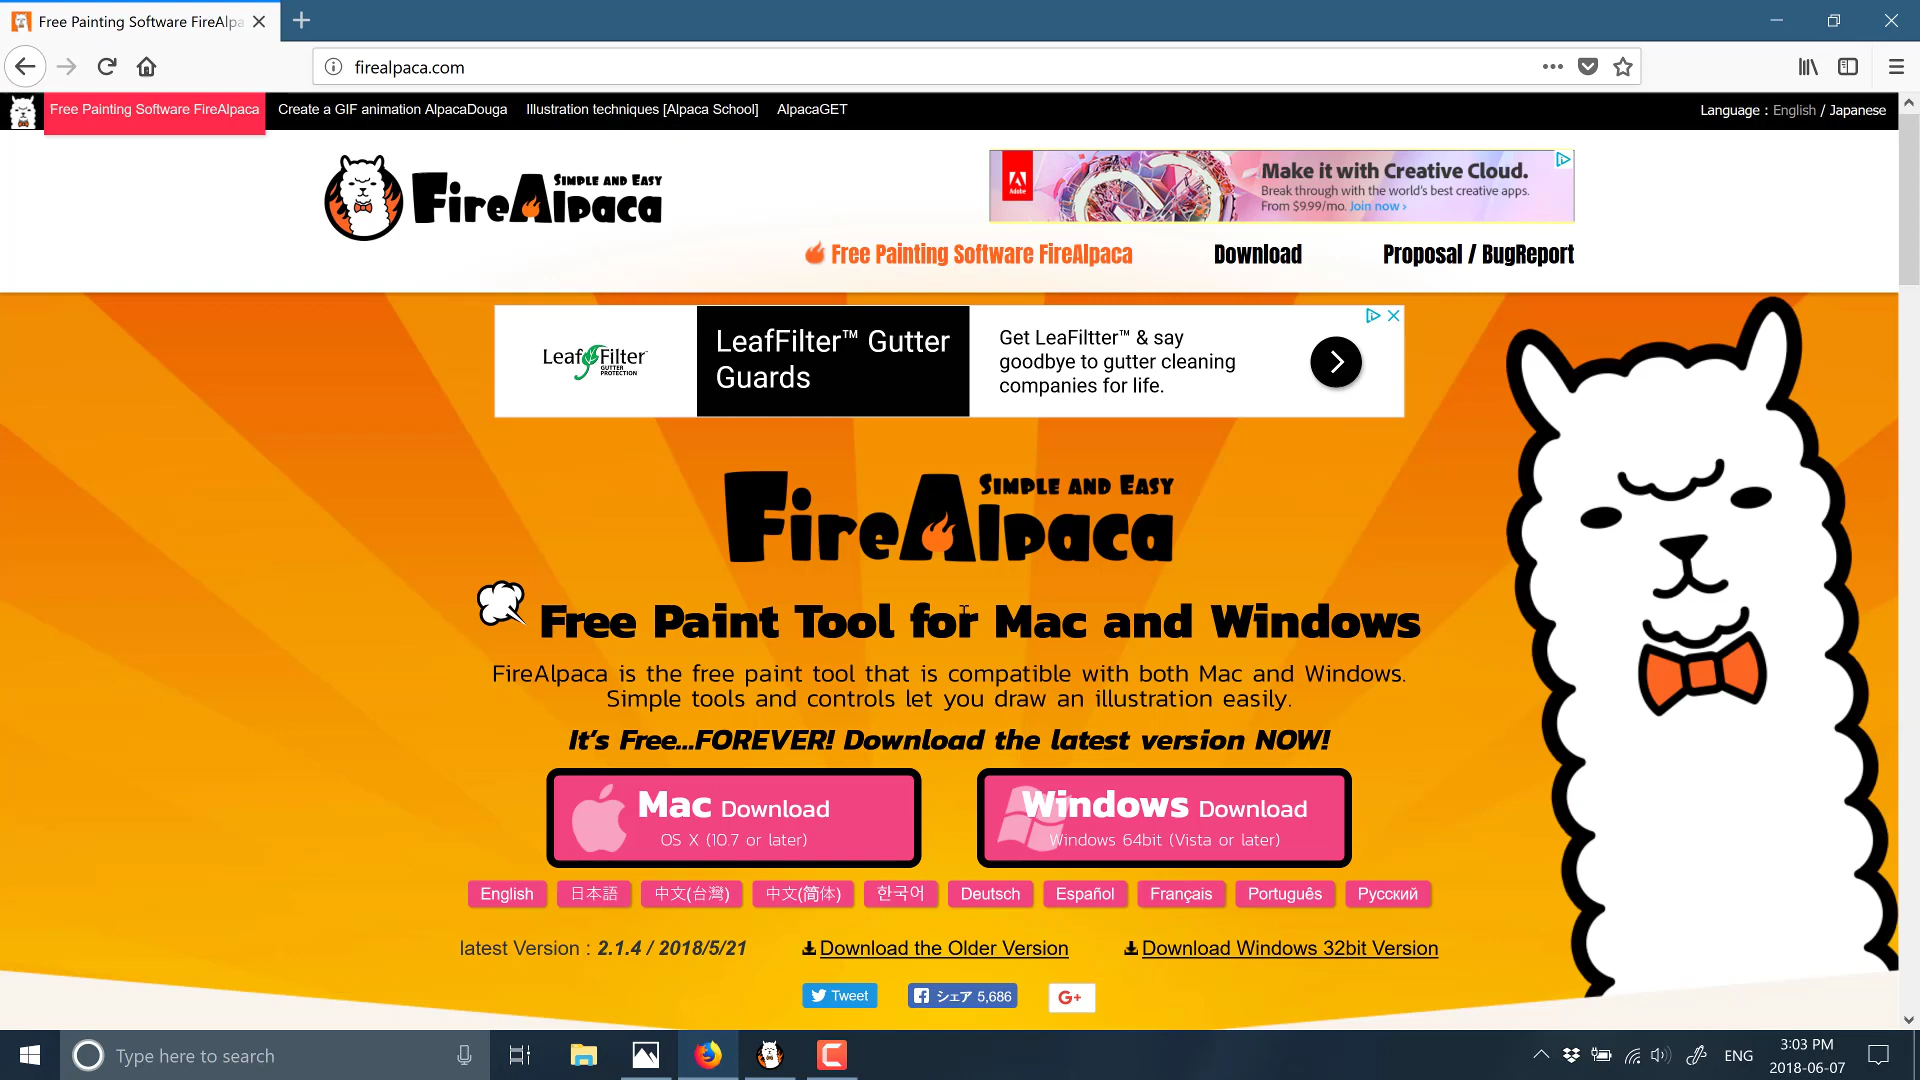 Free Painting Software FireAlpa
firealpaca.com
Free Painting Software FireAlpaca
Create a GIF animation AlpacaDouga
Illustration techniques [Alpaca School]
AlpacaGET
Language : English / Japanese
SIMPLE AND EASY
FireAlpaca
Adobe
Make it with Creative Cloud.
Break through with the world's best creative apps.
From $9.99/mo. Join now ›
Free Painting Software FireAlpaca
Download
Proposal / BugReport
LeafFilter
GUTTER
PROTECTION
LeafFilter™ Gutter
Guards
Get LeaFiltter™ & say
goodbye to gutter cleaning
companies for life.
SIMPLE AND EASY
FireAlpaca
Free Paint Tool for Mac and Windows
FireAlpaca is the free paint tool that is compatible with both Mac and Windows.
Simple tools and controls let you draw an illustration easily.
It's Free...FOREVER! Download the latest version NOW!
Mac Download
OS X (10.7 or later)
Windows Download
Windows 64bit (Vista or later)
English
日本語
中文(台灣)
中文(简体)
한국어
Deutsch
Español
Français
Português
Русский
latest Version : 2.1.4 / 2018/5/21
Download the Older Version
Download Windows 32bit Version
Tweet
シェア 5,686
G+
Type here to search
ENG
3:03 PM
2018-06-07